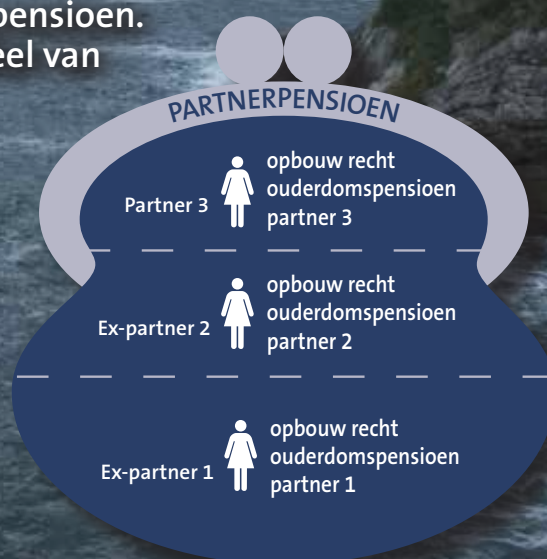 pensioen.
eel van
PARTNERPENSIOEN
Partner 3
opbouw recht
ouderdomspensioen
partner 3
Ex-partner 2
opbouw recht
ouderdomspensioen
partner 2
Ex-partner 1
opbouw recht
ouderdomspensioen
partner 1